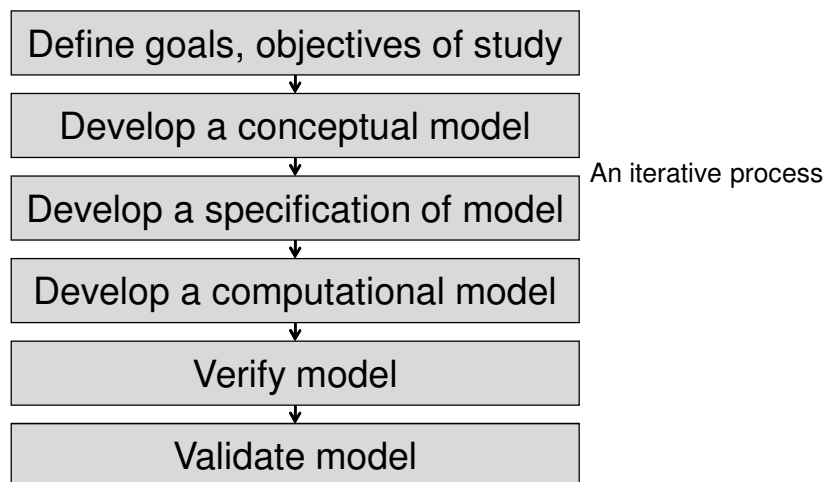 Define goals, objectives of study
Develop a conceptual model
An iterative process
Develop a specification of model
Develop a computational model
Verify model
Validate model